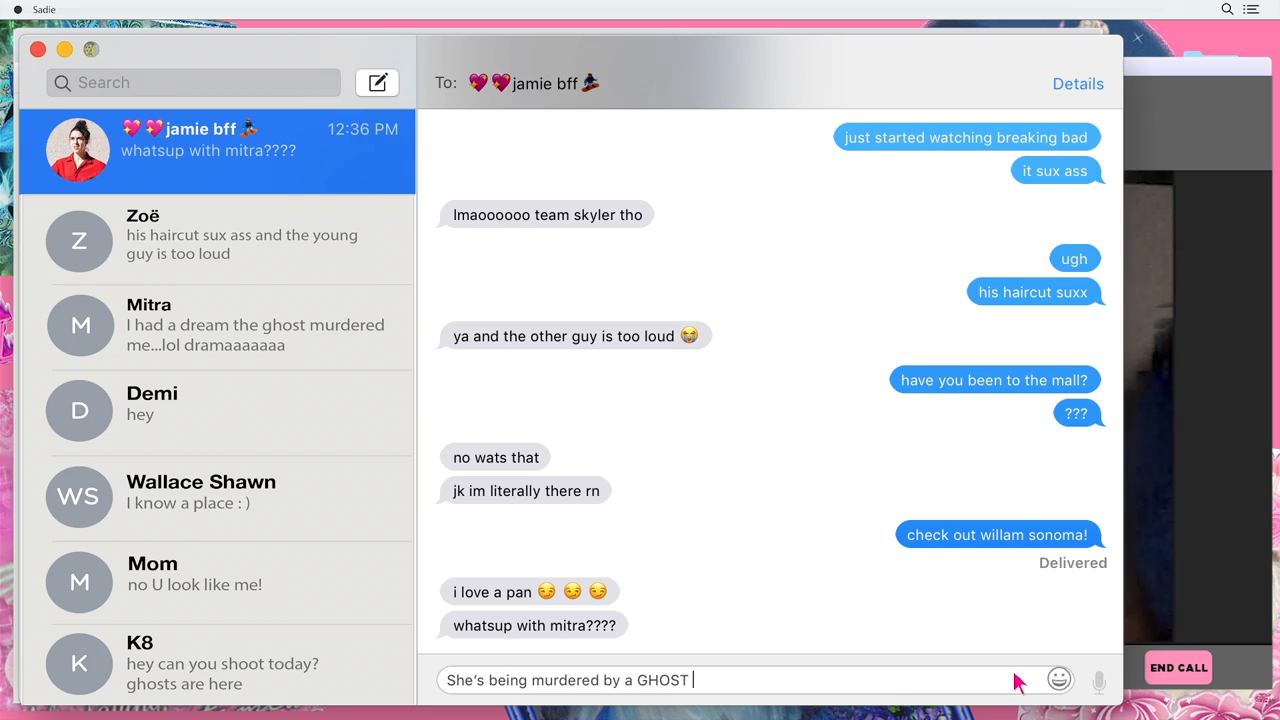 Sadie
Search
To: 💖💖jamie bff🏂
Details
💖💖jamie bff🏂 12:36 PM
whatsup with mitra????
Z
Zoë
his haircut sux ass and the young
guy is too loud
M
Mitra
I had a dream the ghost murdered
me...lol dramaaaaaaa
D
Demi
hey
WS
Wallace Shawn
I know a place : )
M
Mom
no U look like me!
K
K8
hey can you shoot today?
ghosts are here
just started watching breaking bad
it sux ass
lmaoooooo team skyler tho
ugh
his haircut suxx
ya and the other guy is too loud 😭
have you been to the mall?
???
no wats that
jk im literally there rn
check out willam sonoma!
Delivered
i love a pan 😏 😏 😏
whatsup with mitra????
She's being murdered by a GHOST
END CALL